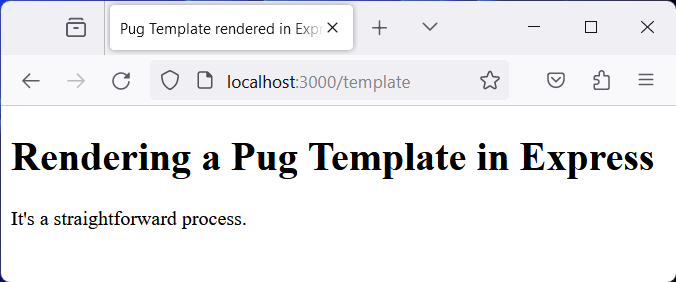 Pug Template rendered in Expr
localhost:3000/template
Rendering a Pug Template in Express
It's a straightforward process.